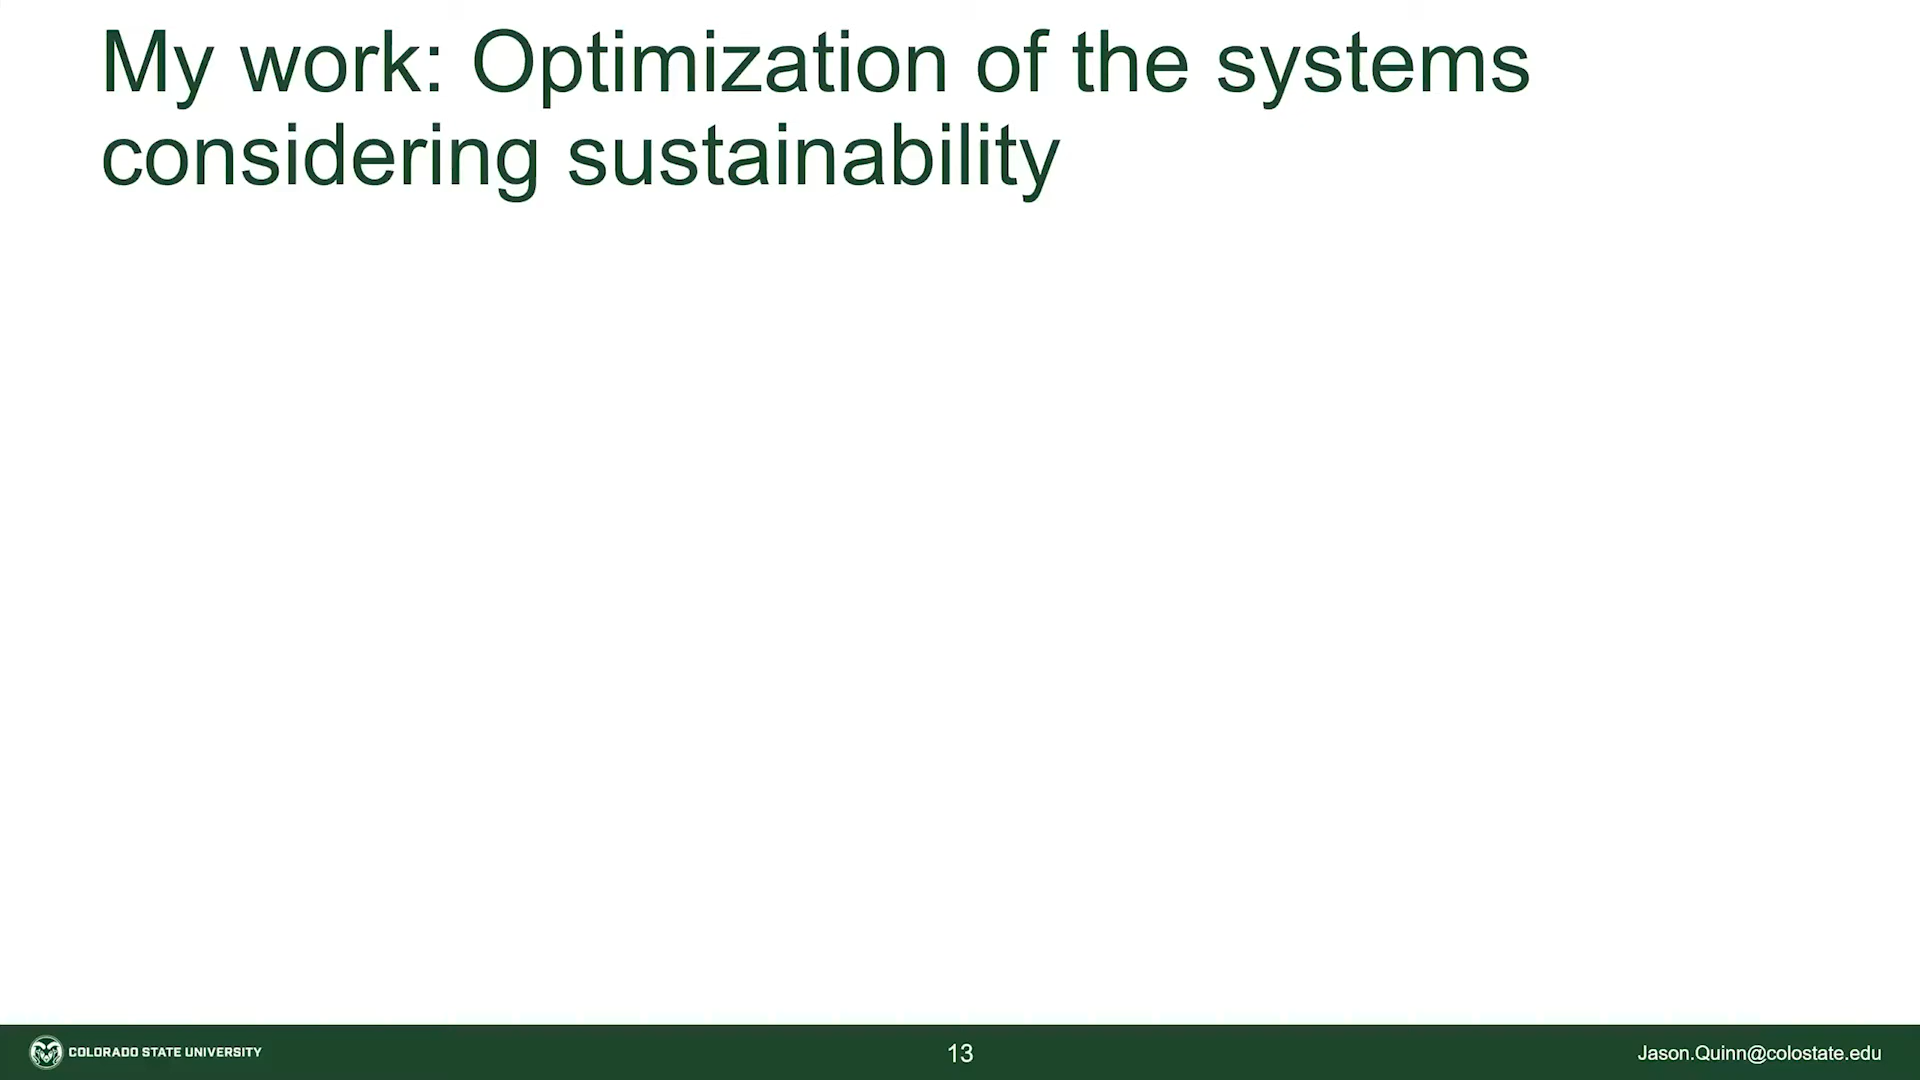 My work: Optimization of the systems
considering sustainability
COLORADO STATE UNIVERSITY
13
Jason.Quinn@colostate.edu